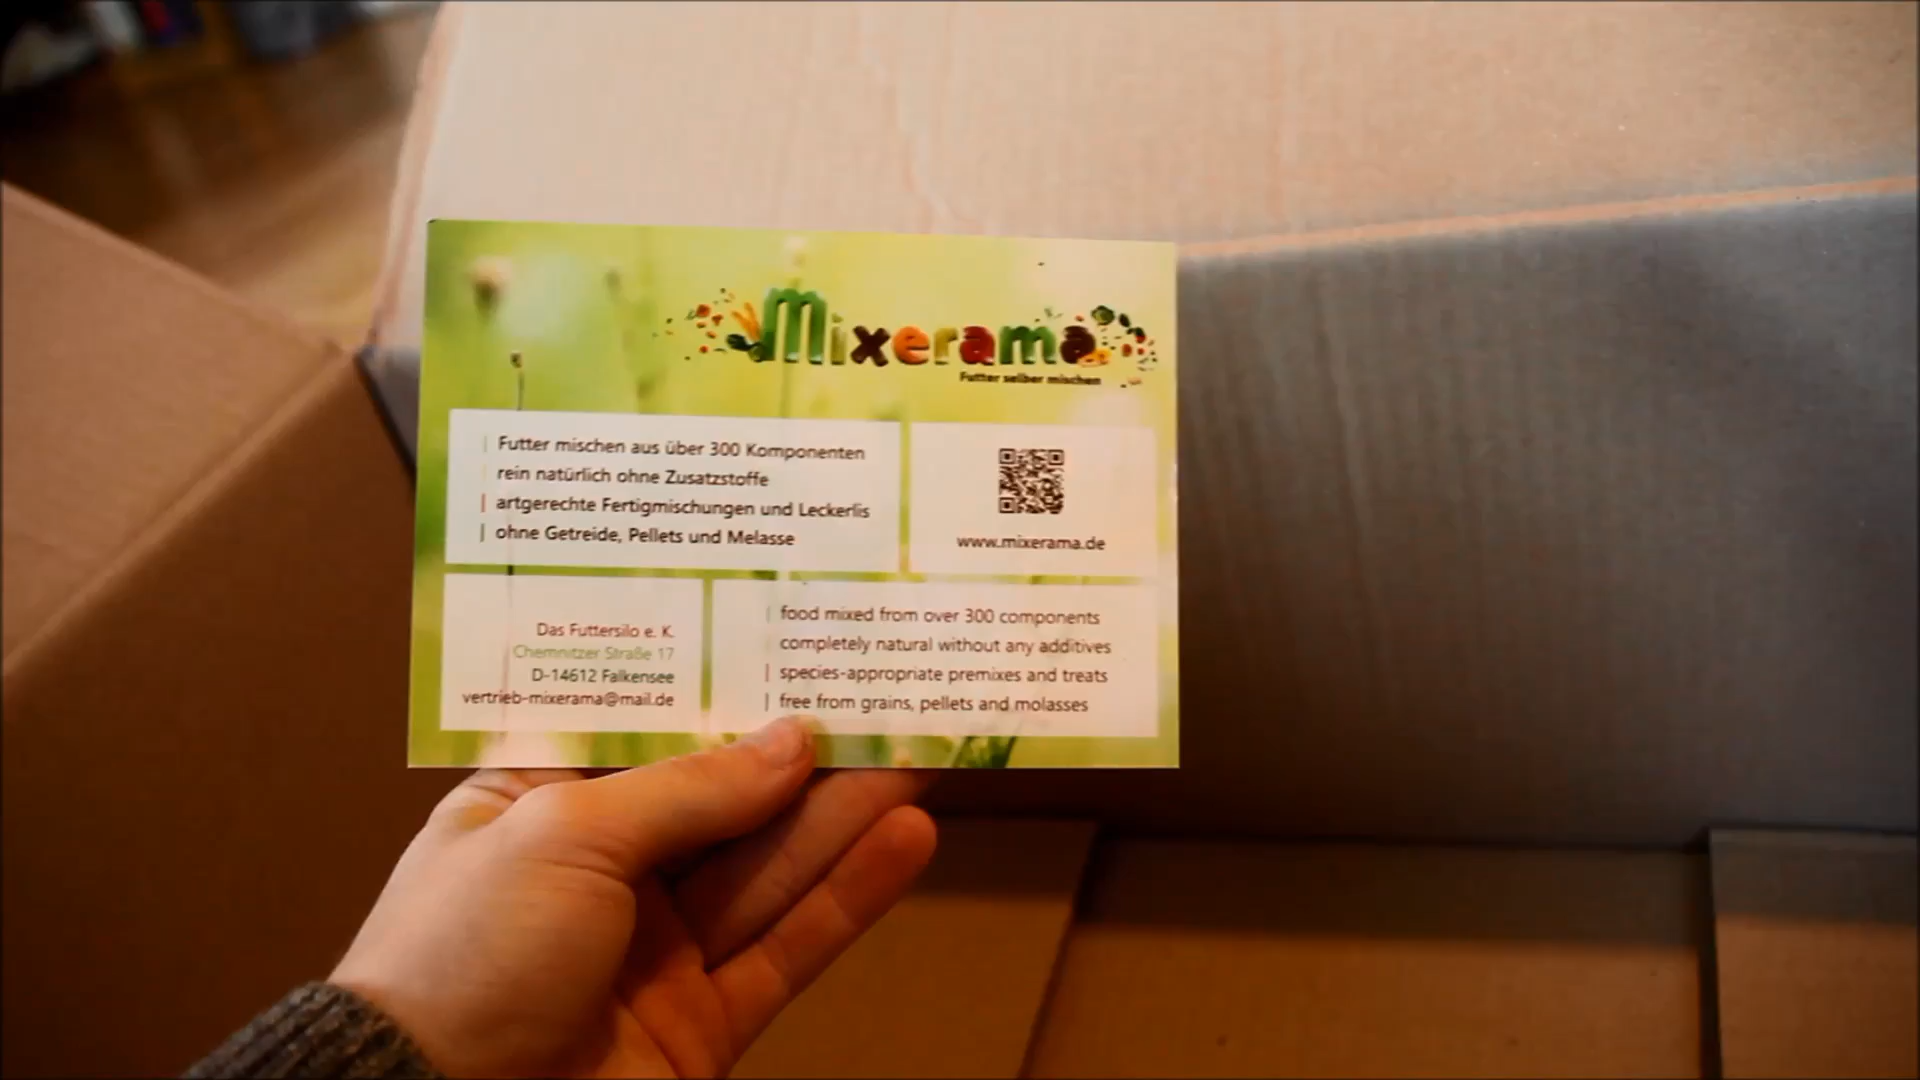 Mixerama
Futter selber mischen
Futter mischen aus über 300 Komponenten
rein natürlich ohne Zusatzstoffe
artgerechte Fertigmischungen und Leckerlis
ohne Getreide, Pellets und Melasse
www.mixerama.de
Das Futtersilo e. K.
Chemnitzer Straße 17
D-14612 Falkensee
vertrieb-mixerama@mail.de
food mixed from over 300 components
completely natural without any additives
species-appropriate premixes and treats
free from grains, pellets and molasses